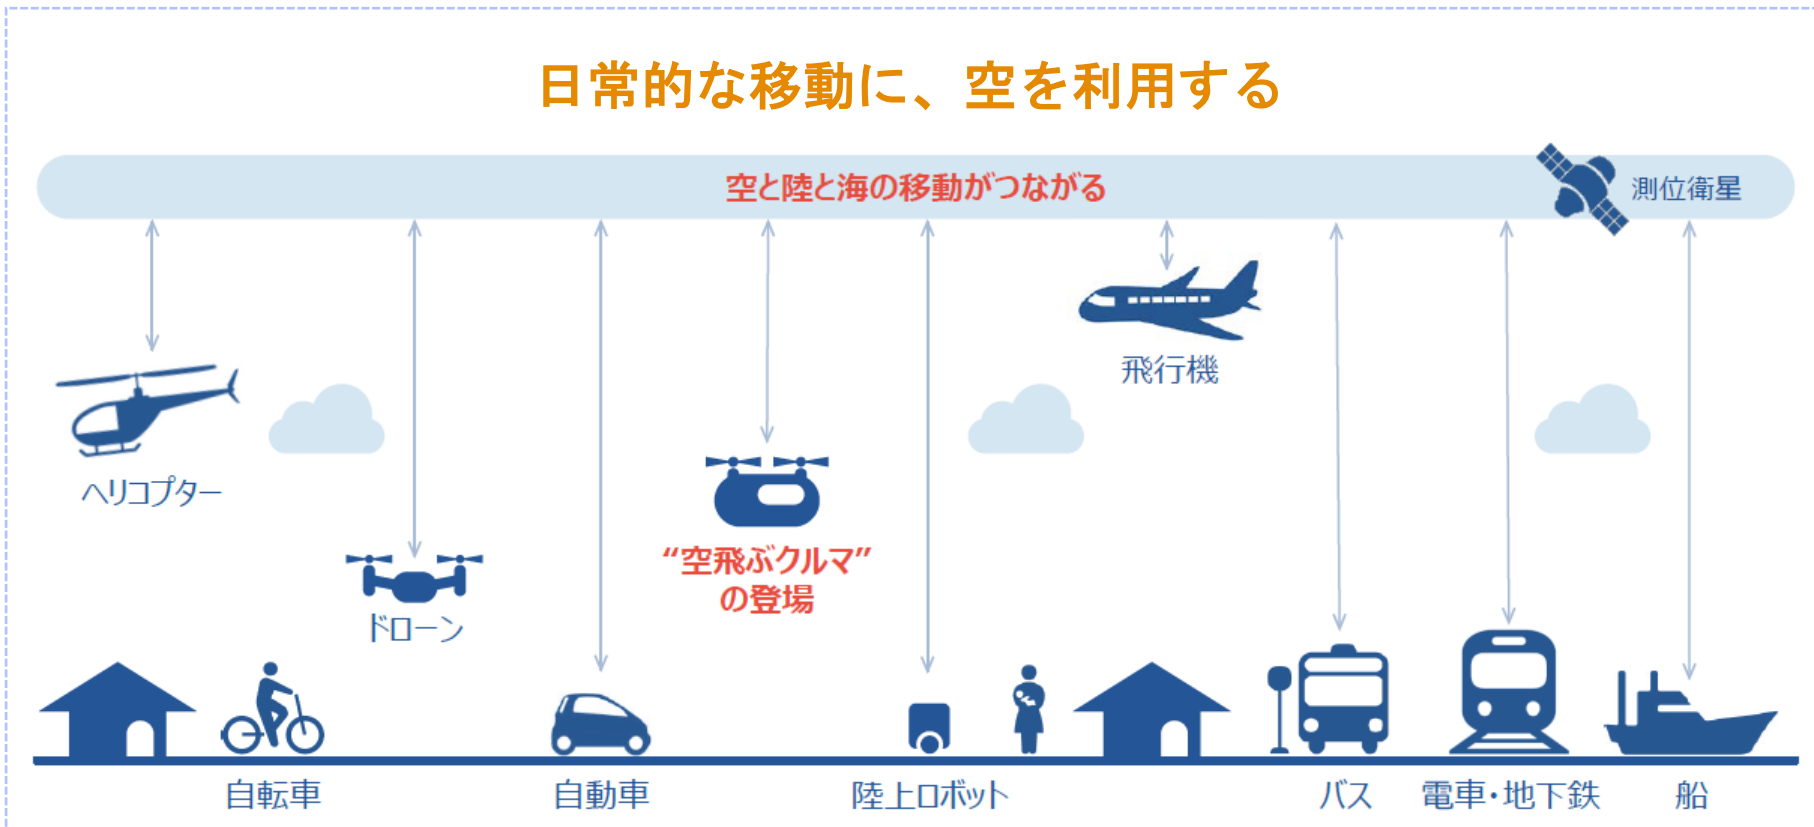 日常的な移動に、空を利用する
空と陸と海の移動がつながる
測位衛星
飛行機
ヘリコプター
“空飛ぶクルマ”
の登場
ドローン
自転車
自動車
陸上ロボット
バス
電車・地下鉄
船